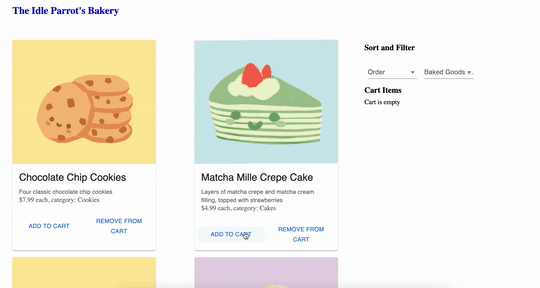 The Idle Parrot's Bakery
Chocolate Chip Cookies
Four classic chocolate chip cookies
$7.99 each, category: Cookies
ADD TO CART
REMOVE FROM
CART
Matcha Mille Crepe Cake
Layers of matcha crepe and matcha cream
filling, topped with strawberries
$4.99 each, category: Cakes
ADD TO CART
REMOVE FROM
CART
Sort and Filter
Order
Baked Goods ×
Cart Items
Cart is empty